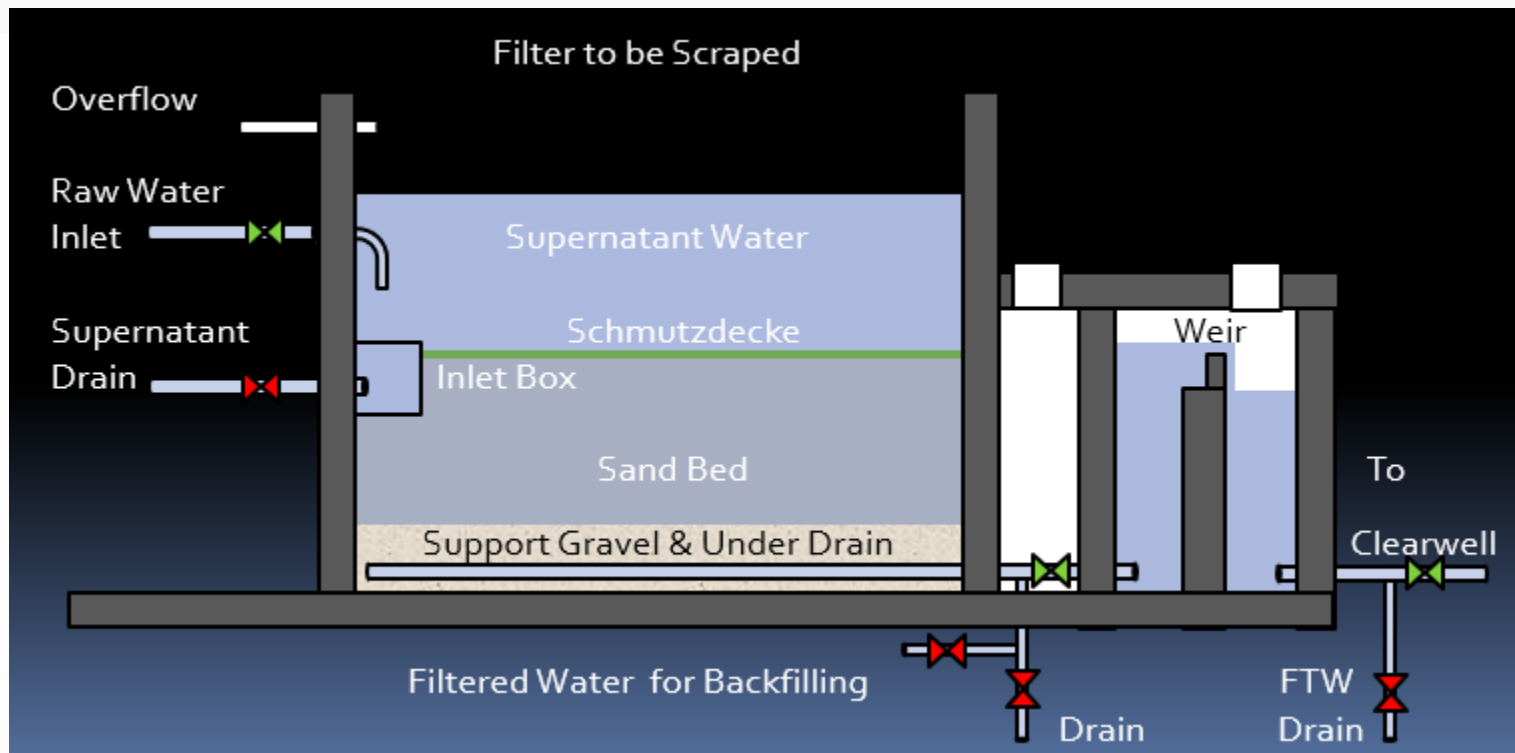 Filter to be Scraped
Overflow
Raw Water
Inlet
Supernatant Water
Supernatant
Drain
Schmutzdecke
Inlet Box
Weir
Sand Bed
To
Clearwell
Support Gravel & Under Drain
Filtered Water for Backfilling
Drain
FTW
Drain